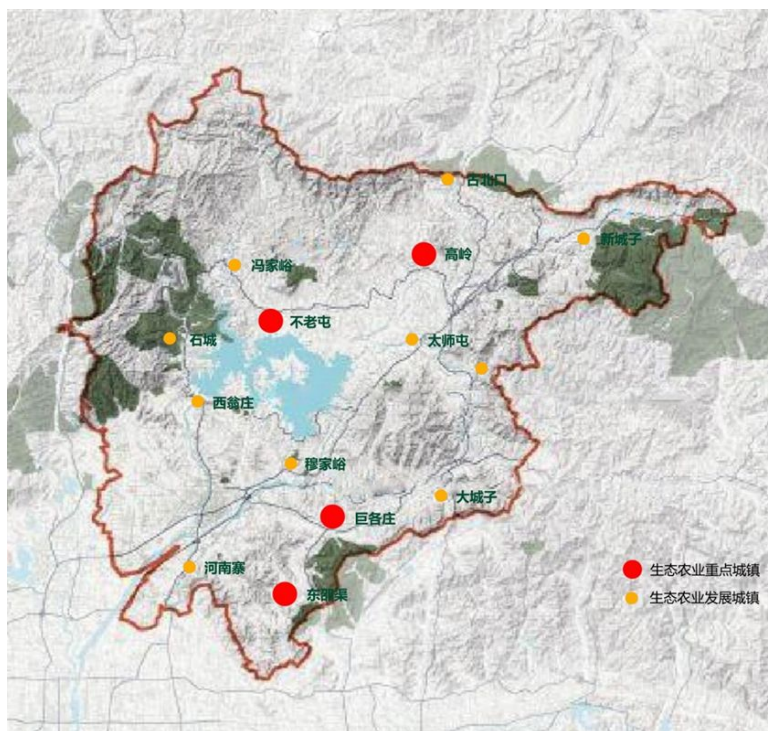 古北口
新城子
高岭
冯家峪
不老屯
石城
太师屯
西翁庄
穆家峪
大城子
巨各庄
河南寨
生态农业重点城镇
东邵渠
生态农业发展城镇